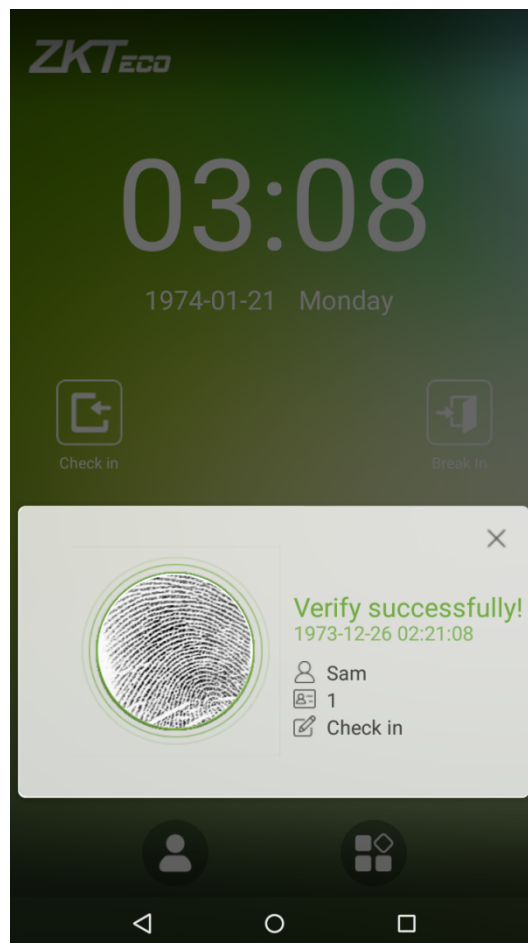 ZKTeco
03:08
1974-01-21 Monday
Check in
Break In
Verify successfully!
1973-12-26 02:21:08
Sam
1
Check in